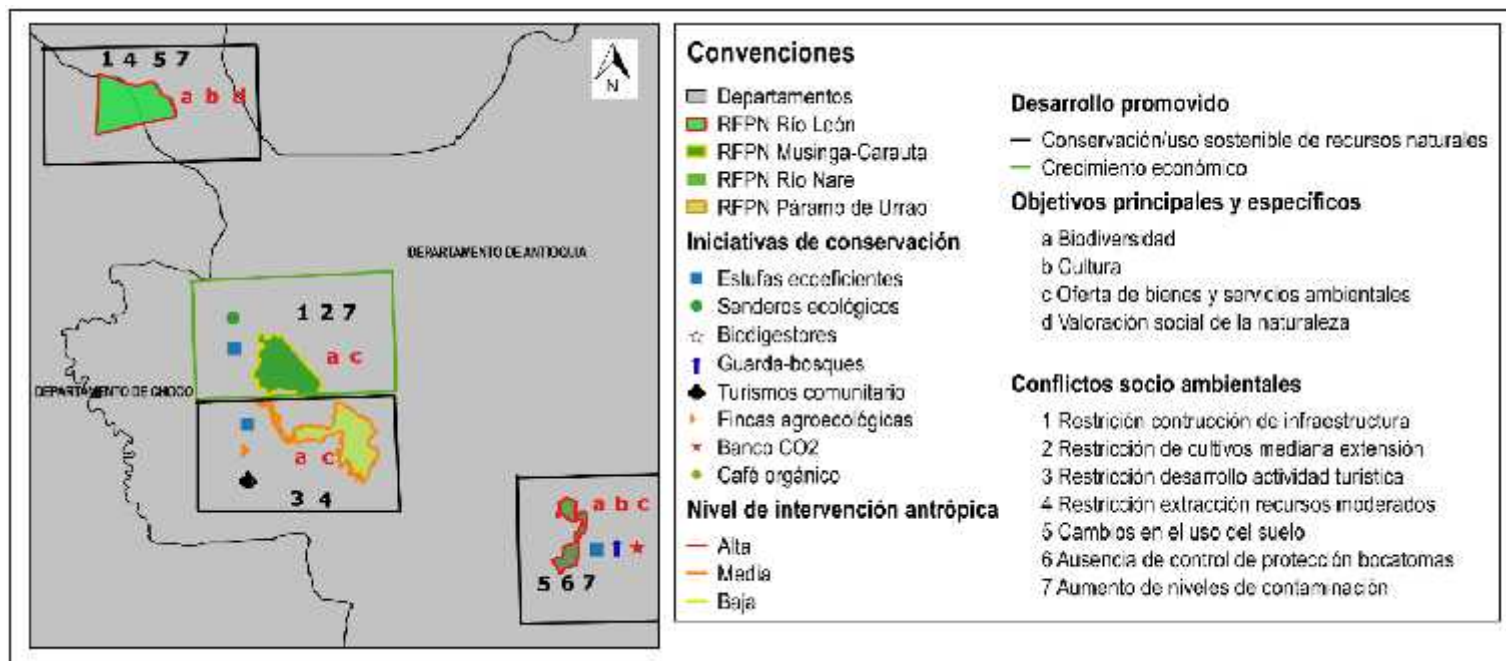 1 4 5 7
a b d
N
DEPARTAMENTO DE ANTIOQUIA
1 2 7
a c
DEPARTAMENTO DE CHOCO
a c
3 4
a b c
5 6 7
Convenciones
Departamentos
RFPN Río León
RFPN Musinga-Carauta
RFPN Río Nare
RFPN Páramo de Urrao
Iniciativas de conservación
Estufas ecoeficientes
Senderos ecológicos
Biodigestores
Guarda-bosques
Turismos comunitario
Fincas agroecológicas
Banco CO2
Café orgánico
Nivel de intervención antrópica
Alta
Media
Baja
Desarrollo promovido
Conservación/uso sostenible de recursos naturales
Crecimiento económico
Objetivos principales y específicos
a Biodiversidad
b Cultura
c Oferta de bienes y servicios ambientales
d Valoración social de la naturaleza
Conflictos socio ambientales
1 Restrición contrucción de infraestructura
2 Restricción de cultivos mediana extensión
3 Restricción desarrollo actividad turística
4 Restricción extracción recursos moderados
5 Cambios en el uso del suelo
6 Ausencia de control de protección bocatomas
7 Aumento de niveles de contaminación